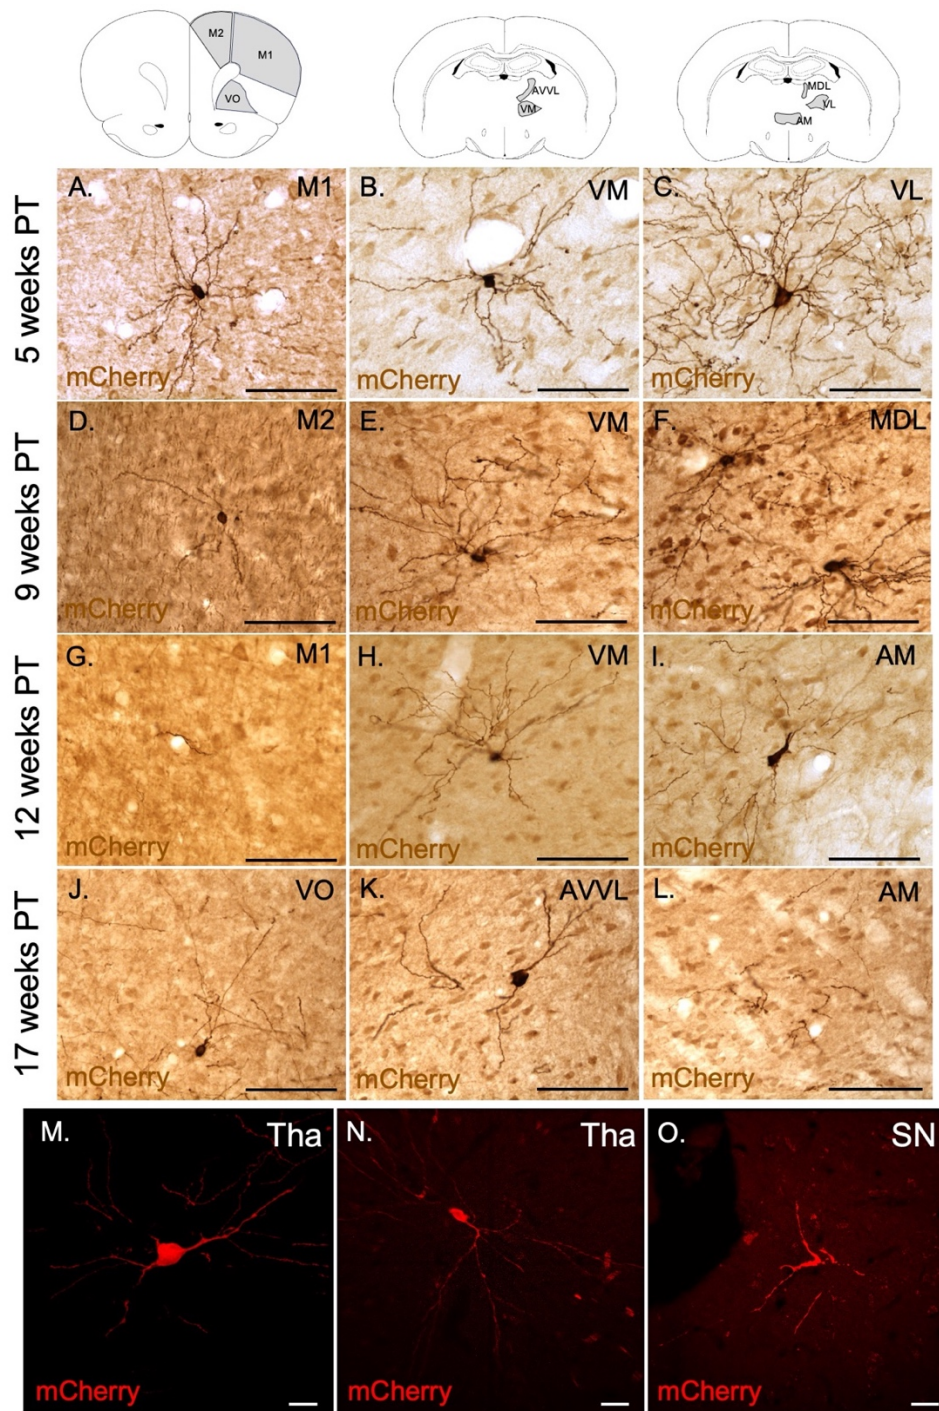 M2
M1
VO
AVVL
VM
MDL
VL
AM
5 weeks PT
A. M1
mCherry
B. VM
C. VL
mCherry
9 weeks PT
D. M2
mCherry
E. VM
mCherry
F. MDL
mCherry
12 weeks PT
G. M1
mCherry
H. VM
mCherry
I. AM
mCherry
17 weeks PT
J. VO
mCherry
K. AVVL
mCherry
L. AM
mCherry
M. Tha
mCherry
N. Tha
mCherry
O. SN
mCherry